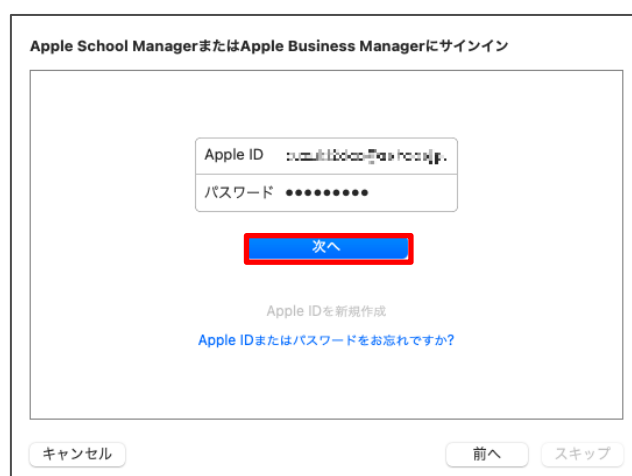 Apple School ManagerまたはApple Business Managerにサインイン
Apple ID
パスワード ●●●●●●●●●
次へ
Apple IDを新規作成
Apple IDまたはパスワードをお忘れですか?
キャンセル 前へ スキップ